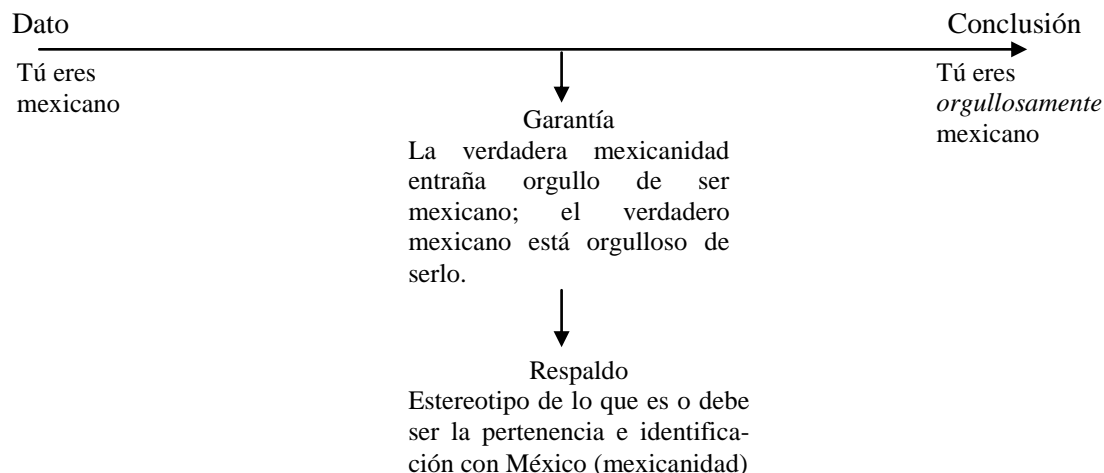 Dato
Conclusión
Tú eres
mexicano
Tú eres
orgullosamente
mexicano
Garantía
La verdadera mexicanidad
entraña orgullo de ser
mexicano; el verdadero
mexicano está orgulloso de
serlo.
Respaldo
Estereotipo de lo que es o debe
ser la pertenencia e identifica-
ción con México (mexicanidad)